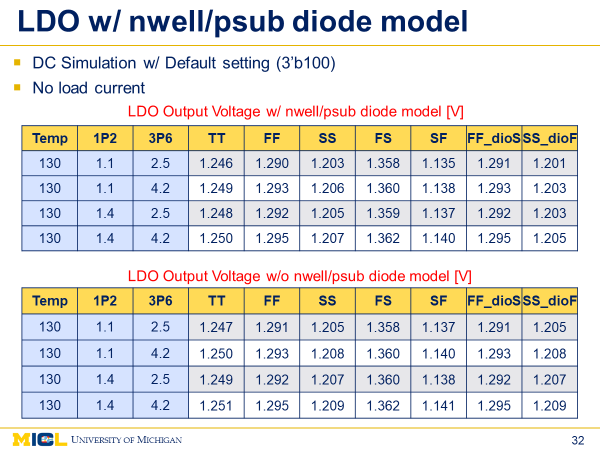 LDO w/ nwell/psub diode model
DC Simulation w/ Default setting (3'b100)
No load current
LDO Output Voltage w/ nwell/psub diode model [V]
Temp 1P2 3P6 TT FF SS FS SF FF_dioS SS_dioF
130 1.1 2.5 1.246 1.290 1.203 1.358 1.135 1.291 1.201
130 1.1 4.2 1.249 1.293 1.206 1.360 1.138 1.293 1.203
130 1.4 2.5 1.248 1.292 1.205 1.359 1.137 1.292 1.203
130 1.4 4.2 1.250 1.295 1.207 1.362 1.140 1.295 1.205
LDO Output Voltage w/o nwell/psub diode model [V]
Temp 1P2 3P6 TT FF SS FS SF FF_dioS SS_dioF
130 1.1 2.5 1.247 1.291 1.205 1.358 1.137 1.291 1.205
130 1.1 4.2 1.250 1.293 1.208 1.360 1.140 1.293 1.208
130 1.4 2.5 1.249 1.292 1.207 1.360 1.138 1.292 1.207
130 1.4 4.2 1.251 1.295 1.209 1.362 1.141 1.295 1.209
MICL UNIVERSITY OF MICHIGAN
32